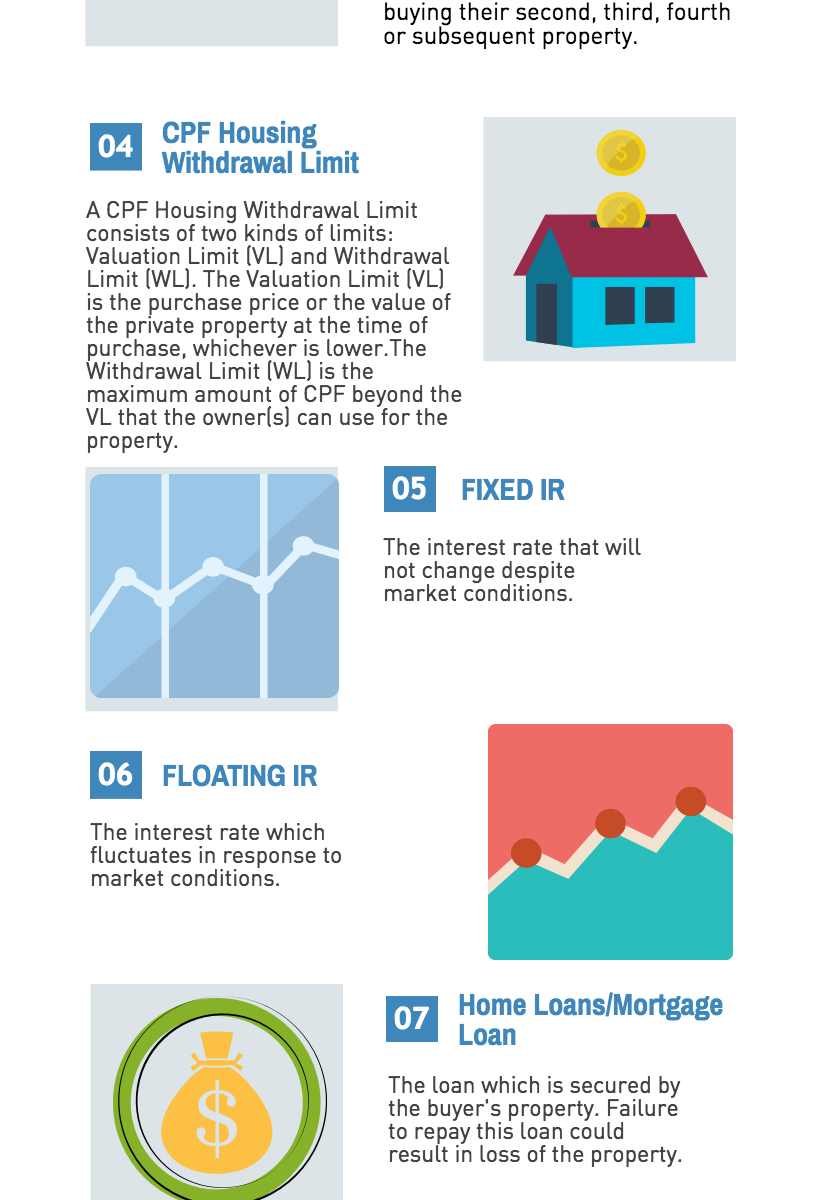 buying their second, third, fourth
or subsequent property.
04
CPF Housing
Withdrawal Limit
A CPF Housing Withdrawal Limit
consists of two kinds of limits:
Valuation Limit (VL) and Withdrawal
Limit (WL). The Valuation Limit (VL)
is the purchase price or the value of
the private property at the time of
purchase, whichever is lower.The
Withdrawal Limit (WL) is the
maximum amount of CPF beyond the
VL that the owner(s) can use for the
property.
$
$
05
FIXED IR
The interest rate that will
not change despite
market conditions.
06
FLOATING IR
The interest rate which
fluctuates in response to
market conditions.
$
07
Home Loans/Mortgage
Loan
The loan which is secured by
the buyer's property. Failure
to repay this loan could
result in loss of the property.